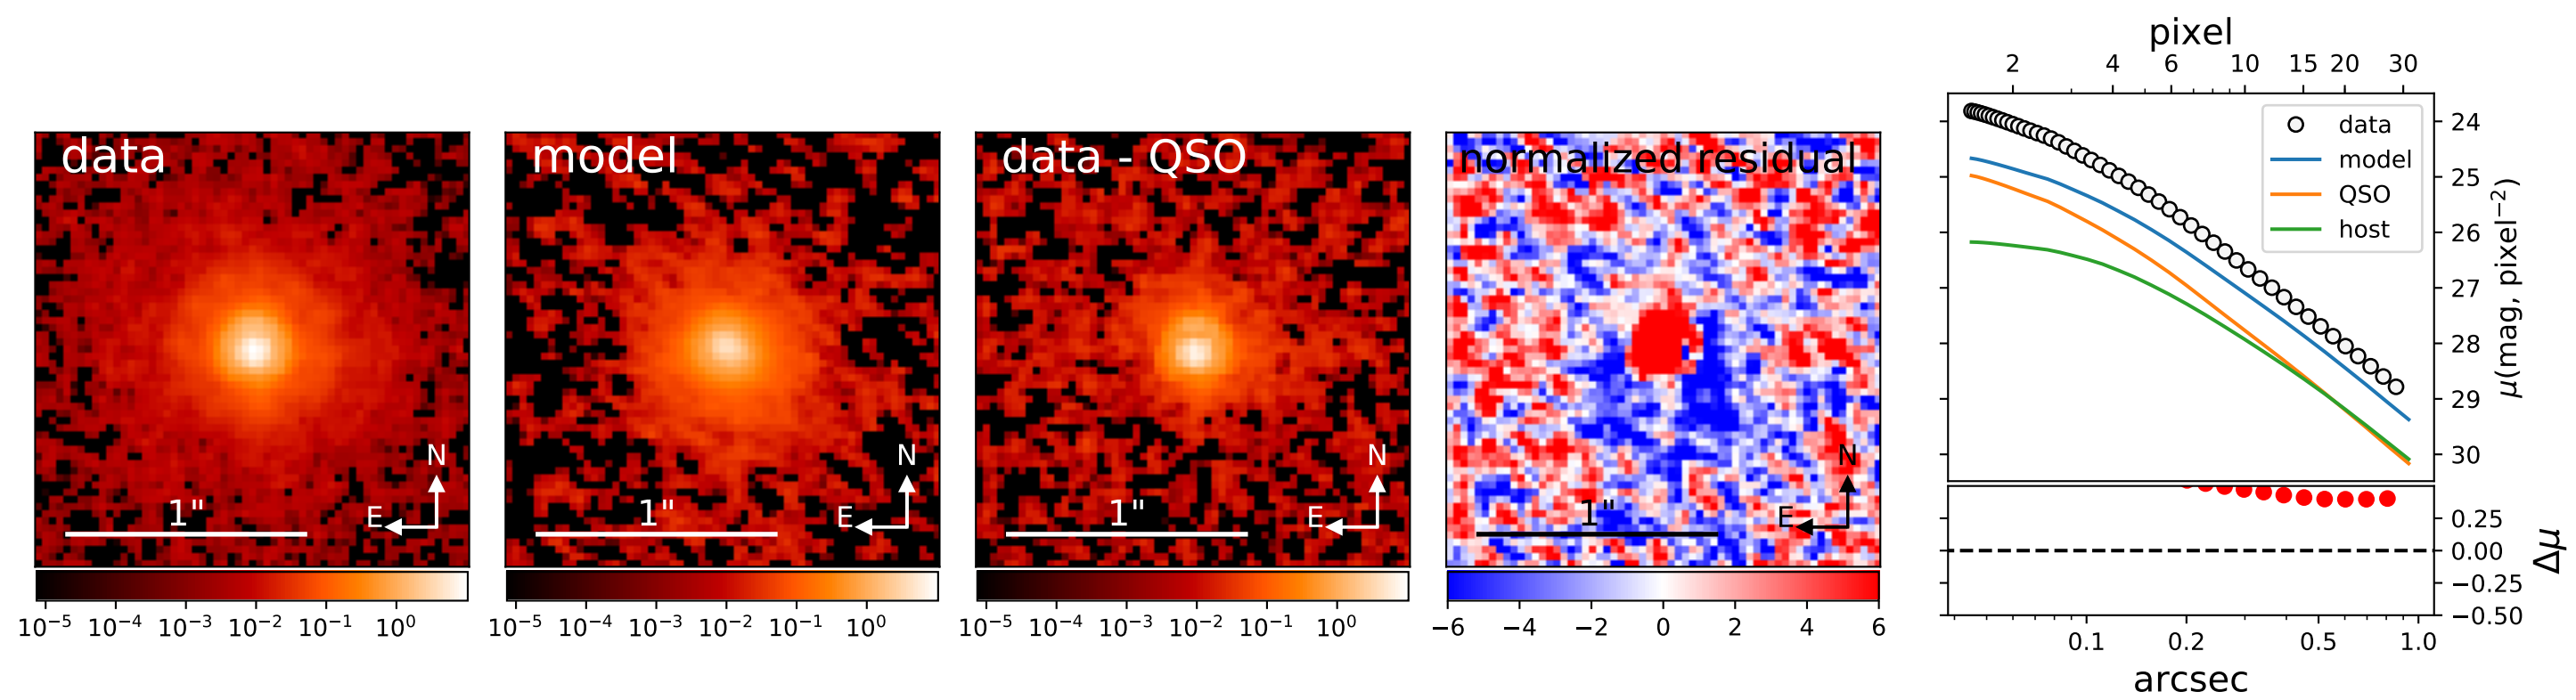 data
N
E
1"
10⁻⁵ 10⁻⁴ 10⁻³ 10⁻² 10⁻¹ 10⁰
model
N
E
1"
10⁻⁵ 10⁻⁴ 10⁻³ 10⁻² 10⁻¹ 10⁰
data - QSO
N
E
1"
10⁻⁵ 10⁻⁴ 10⁻³ 10⁻² 10⁻¹ 10⁰
normalized residual
N
E
1"
−6 −4 −2 0 2 4 6
pixel
2 4 6 10 15 20 30
data
model
QSO
host
24
25
26
27
28
29
30
μ(mag, pixel⁻²)
0.25
0.00
−0.25
−0.50
Δμ
0.1 0.2 0.5 1.0
arcsec